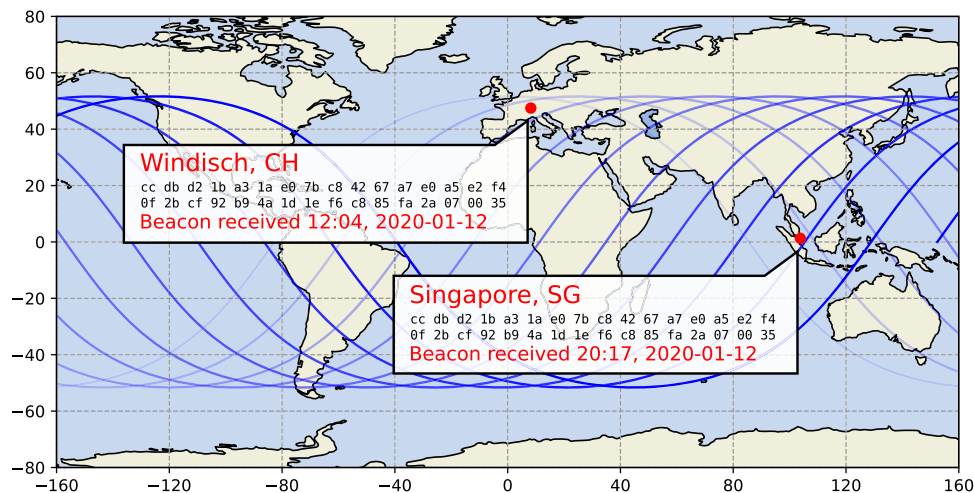 80
60
40
20
0
−20
−40
−60
−80
Windisch, CH
cc db d2 1b a3 1a e0 7b c8 42 67 a7 e0 a5 e2 f4
0f 2b cf 92 b9 4a 1d 1e f6 c8 85 fa 2a 07 00 35
Beacon received 12:04, 2020-01-12
Singapore, SG
cc db d2 1b a3 1a e0 7b c8 42 67 a7 e0 a5 e2 f4
0f 2b cf 92 b9 4a 1d 1e f6 c8 85 fa 2a 07 00 35
Beacon received 20:17, 2020-01-12
−160 −120 −80 −40 0 40 80 120 160